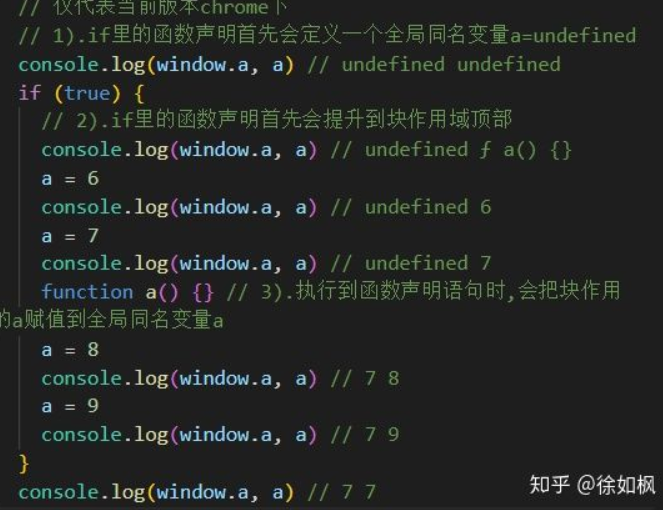 // 仅代表当前版本chrome下
// 1).if里的函数声明首先会定义一个全局同名变量a=undefined
console.log(window.a, a) // undefined undefined
if (true) {
// 2).if里的函数声明首先会提升到块作用域顶部
console.log(window.a, a) // undefined ƒ a() {}
a = 6
console.log(window.a, a) // undefined 6
a = 7
console.log(window.a, a) // undefined 7
function a() {} // 3).执行到函数声明语句时,会把块作用
的a赋值到全局同名变量a
a = 8
console.log(window.a, a) // 7 8
a = 9
console.log(window.a, a) // 7 9
}
console.log(window.a, a) // 7 7
知乎 @徐如枫